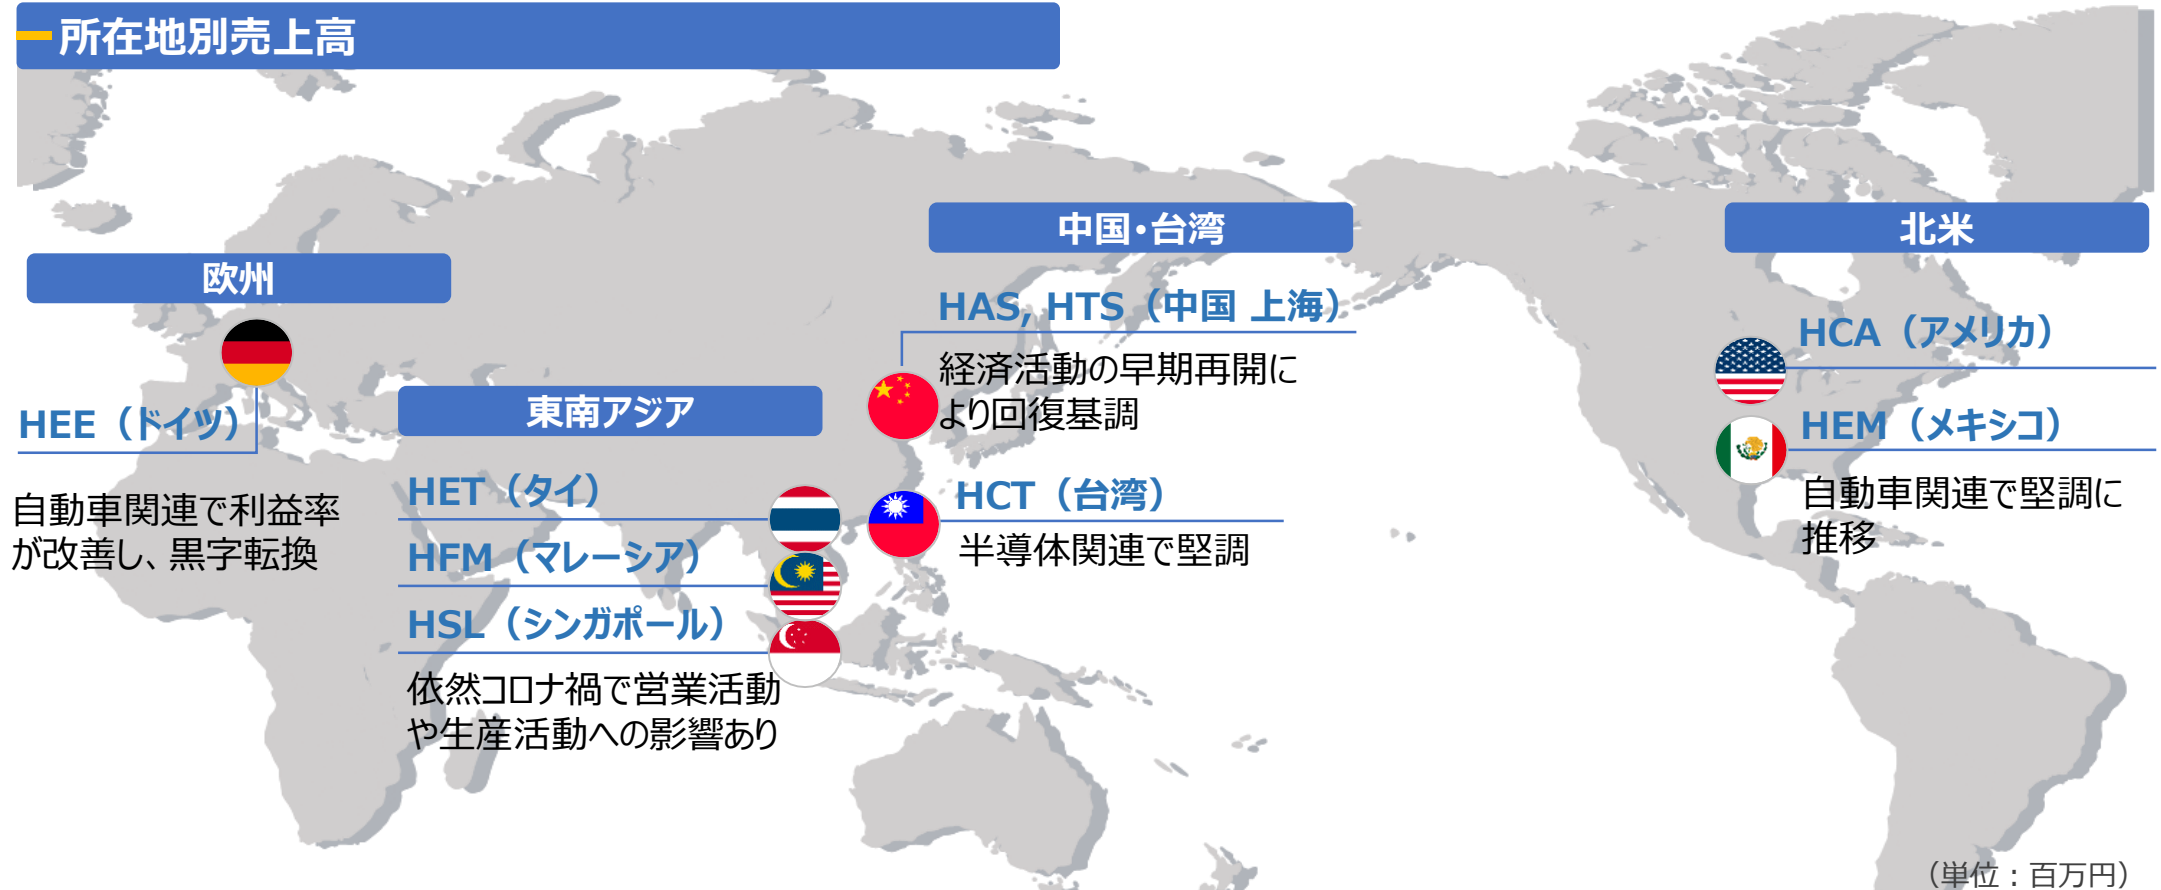 所在地別売上高
欧州
HEE（ドイツ）
自動車関連で利益率
が改善し、黒字転換
東南アジア
HET（タイ）
HFM（マレーシア）
HSL（シンガポール）
依然コロナ禍で営業活動
や生産活動への影響あり
中国・台湾
HAS, HTS（中国 上海）
経済活動の早期再開に
より回復基調
HCT（台湾）
半導体関連で堅調
北米
HCA（アメリカ）
HEM（メキシコ）
自動車関連で堅調に
推移
（単位：百万円）